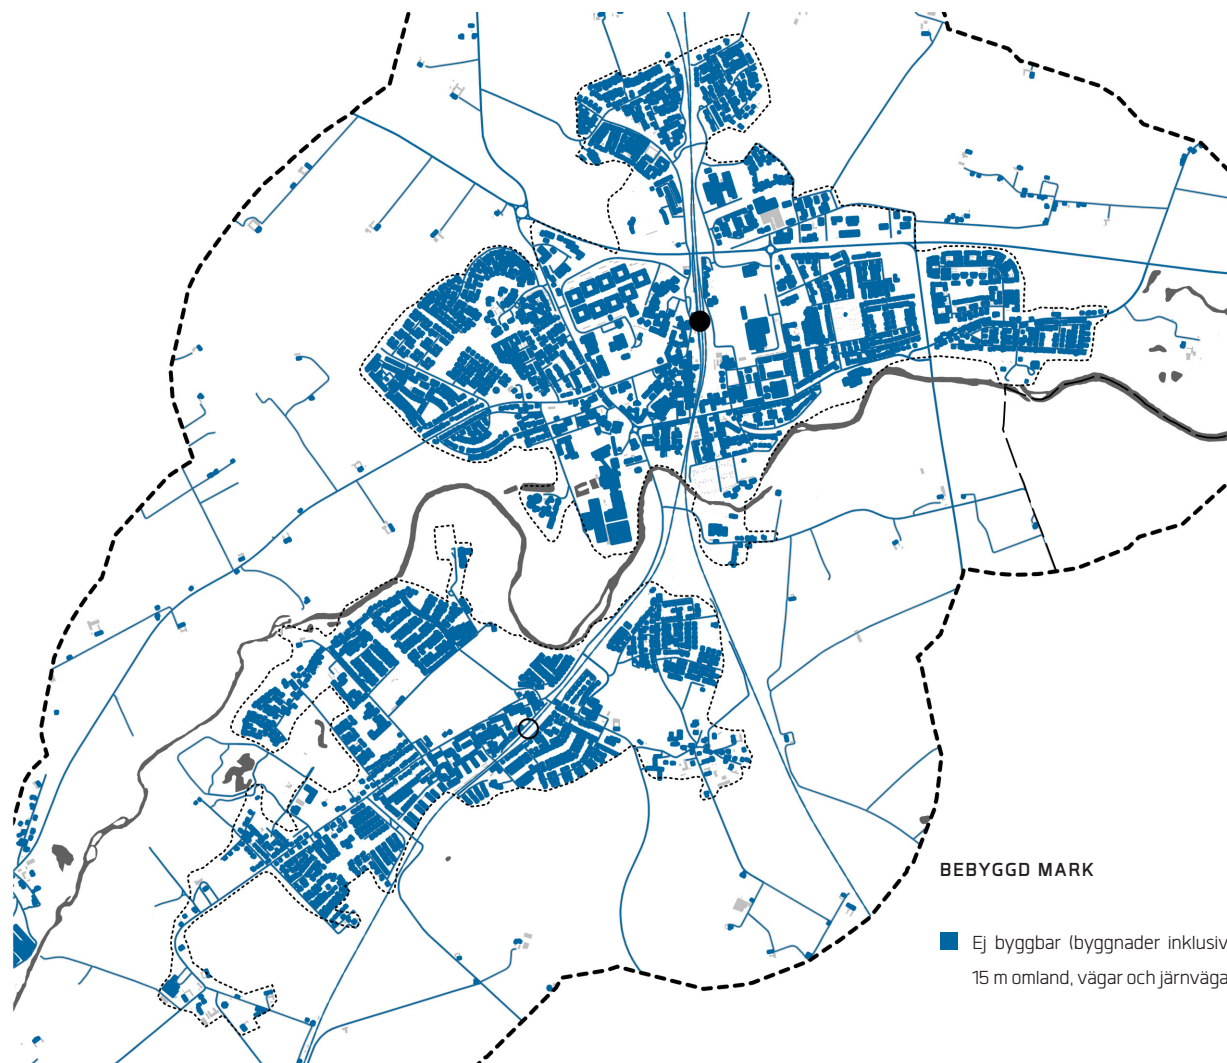 BEBYGGD MARK
Ej byggbar (byggnader inklusiv
15 m omland, vägar och järnväga